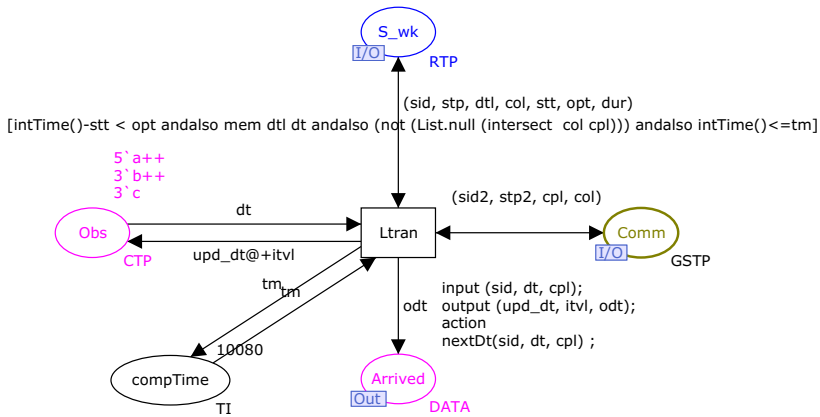 S_wk
I/O
RTP
(sid, stp, dtl, col, stt, opt, dur)
[intTime()-stt < opt andalso mem dtl dt andalso (not (List.null (intersect  col cpl))) andalso intTime()<=tm]
5`a++
3`b++
3`c
dt
(sid2, stp2, cpl, col)
Obs
Ltran
Comm
CTP
upd_dt@+itvl
I/O
GSTP
tm
tm
odt
input (sid, dt, cpl);
output (upd_dt, itvl, odt);
action
nextDt(sid, dt, cpl) ;
10080
compTime
Arrived
Out
TI
DATA